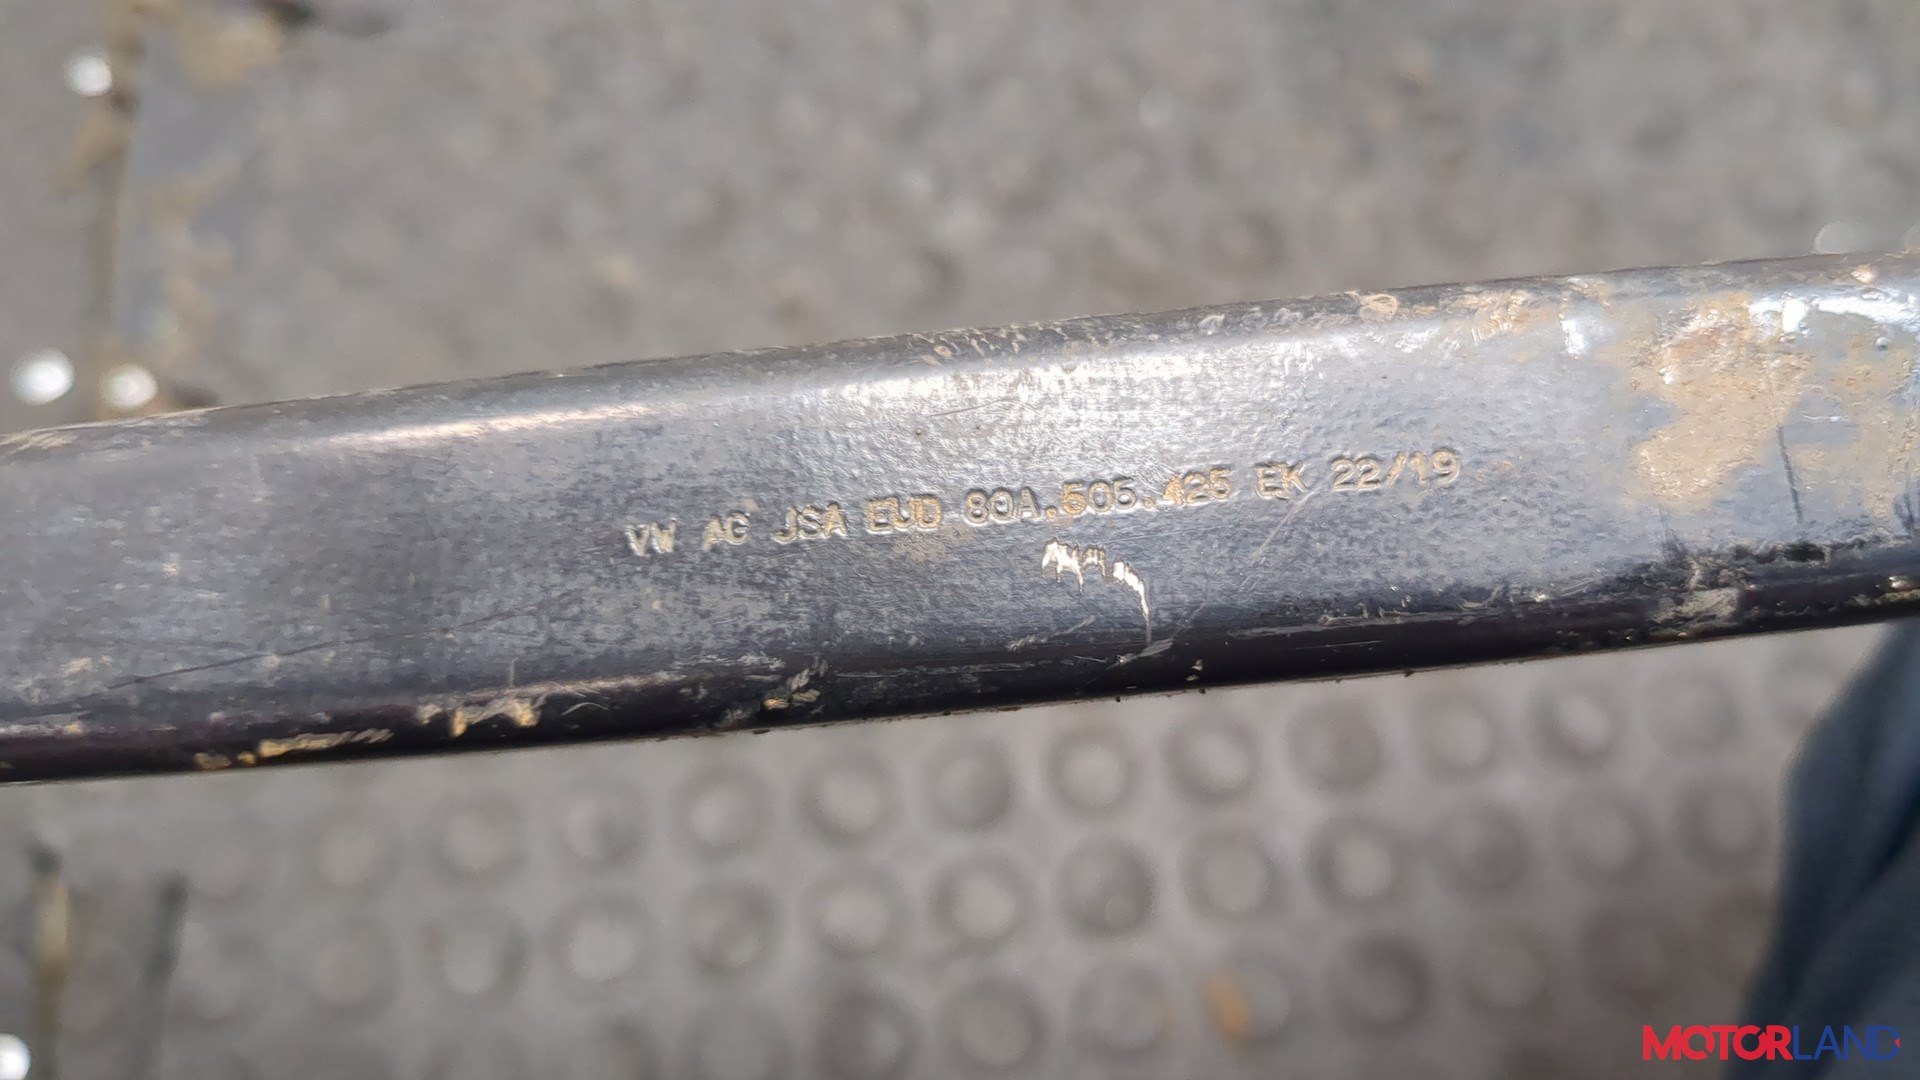 VW AG JSA EUD 80A.505.425 EK 22/19
MOTORLAND